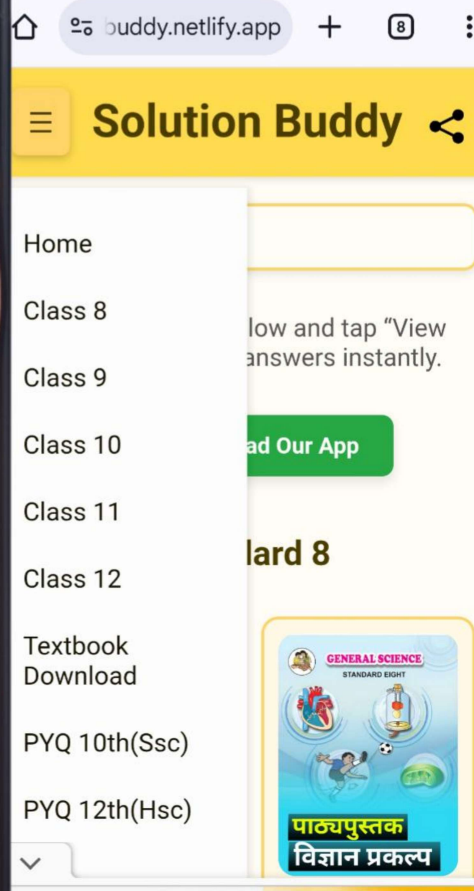 buddy.netlify.app
8
Solution Buddy
Home
Class 8
Class 9
Class 10
Class 11
Class 12
Textbook
Download
PYQ 10th(Ssc)
PYQ 12th(Hsc)
low and tap “View
answers instantly.
ad Our App
lard 8
GENERAL SCIENCE
STANDARD EIGHT
पाठ्यपुस्तक
विज्ञान प्रकल्प